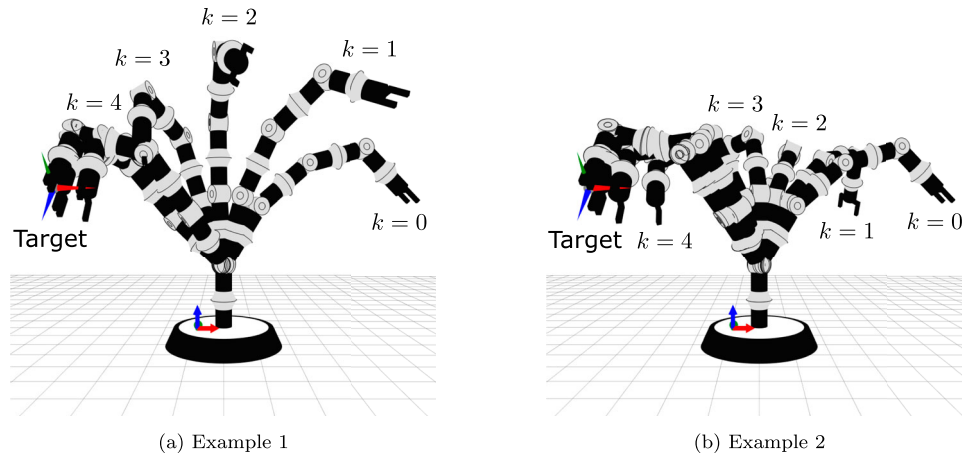 k = 2
k = 3
k = 1
k = 4
k = 0
Target
(a) Example 1
k = 3
k = 2
k = 1
k = 0
k = 4
Target
(b) Example 2